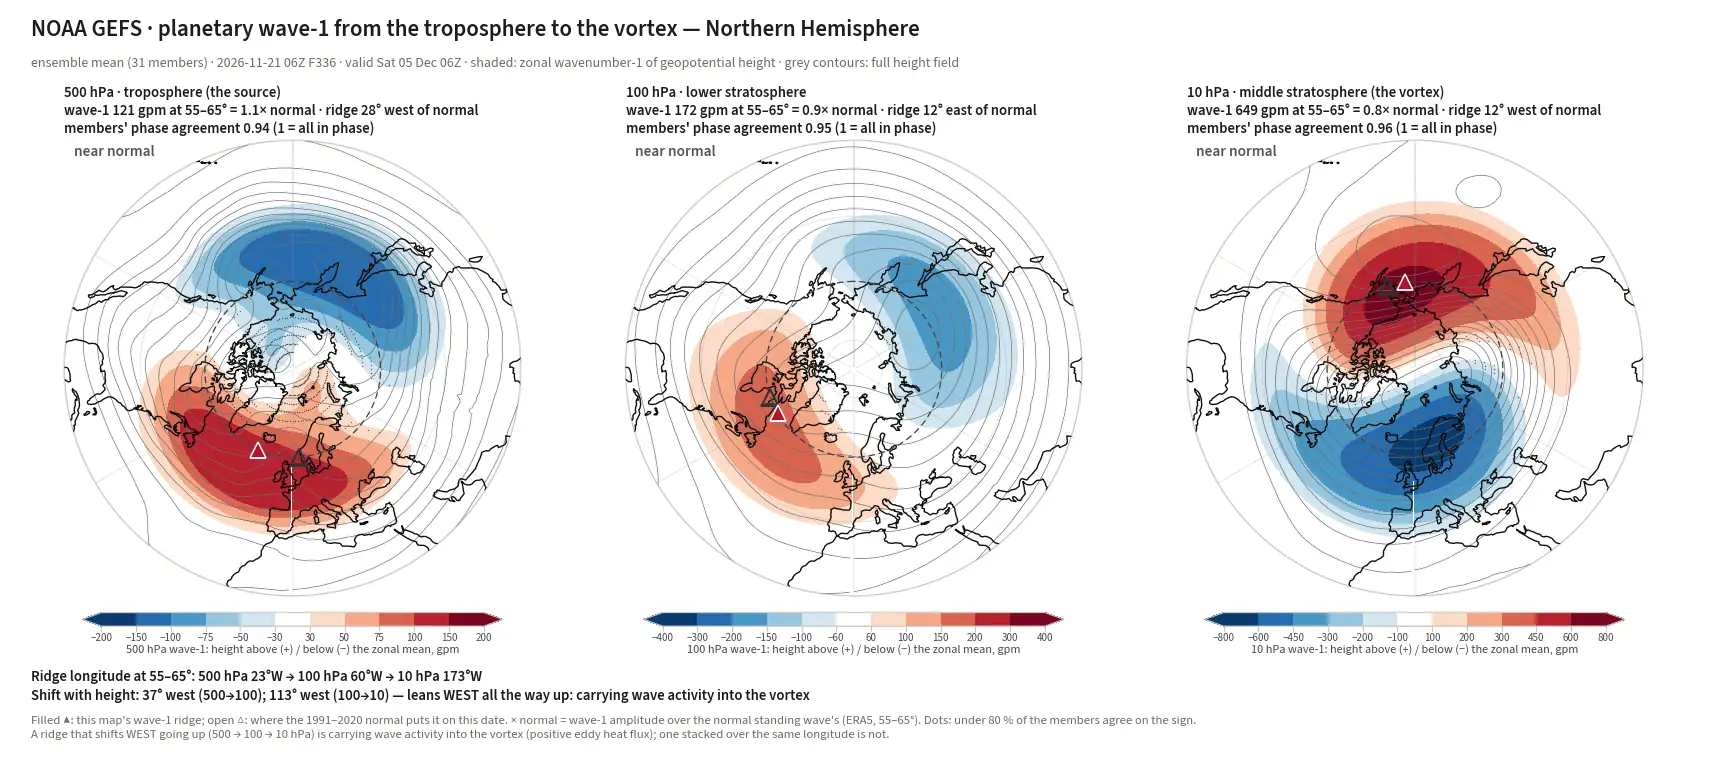 NOAA GEFS · planetary wave-1 from the troposphere to the vortex — Northern Hemisphere
ensemble mean (31 members) · 2026-11-21 06Z F336 · valid Sat 05 Dec 06Z · shaded: zonal wavenumber-1 of geopotential height · grey contours: full height field
500 hPa · troposphere (the source)
wave-1 121 gpm at 55–65° = 1.1× normal · ridge 28° west of normal
members' phase agreement 0.94 (1 = all in phase)
near normal
100 hPa · lower stratosphere
wave-1 172 gpm at 55–65° = 0.9× normal · ridge 12° east of normal
members' phase agreement 0.95 (1 = all in phase)
near normal
10 hPa · middle stratosphere (the vortex)
wave-1 649 gpm at 55–65° = 0.8× normal · ridge 12° west of normal
members' phase agreement 0.96 (1 = all in phase)
near normal
−200 −150 −100 −75 −50 −30 30 50 75 100 150 200
500 hPa wave-1: height above (+) / below (−) the zonal mean, gpm
−400 −300 −200 −150 −100 −60 60 100 150 200 300 400
100 hPa wave-1: height above (+) / below (−) the zonal mean, gpm
−800 −600 −450 −300 −200 −100 100 200 300 450 600 800
10 hPa wave-1: height above (+) / below (−) the zonal mean, gpm
Ridge longitude at 55–65°: 500 hPa 23°W → 100 hPa 60°W → 10 hPa 173°W
Shift with height: 37° west (500→100); 113° west (100→10) — leans WEST all the way up: carrying wave activity into the vortex
Filled ▲: this map's wave-1 ridge; open △: where the 1991–2020 normal puts it on this date. × normal = wave-1 amplitude over the normal standing wave's (ERA5, 55–65°). Dots: under 80 % of the members agree on the sign.
A ridge that shifts WEST going up (500 → 100 → 10 hPa) is carrying wave activity into the vortex (positive eddy heat flux); one stacked over the same longitude is not.